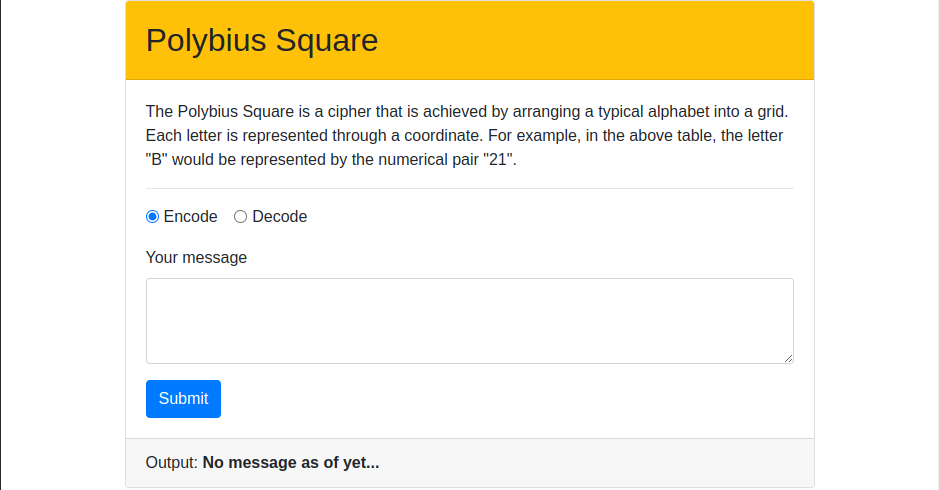 Polybius Square
The Polybius Square is a cipher that is achieved by arranging a typical alphabet into a grid.
Each letter is represented through a coordinate. For example, in the above table, the letter
"B" would be represented by the numerical pair "21".
Encode Decode
Your message
Submit
Output: No message as of yet...